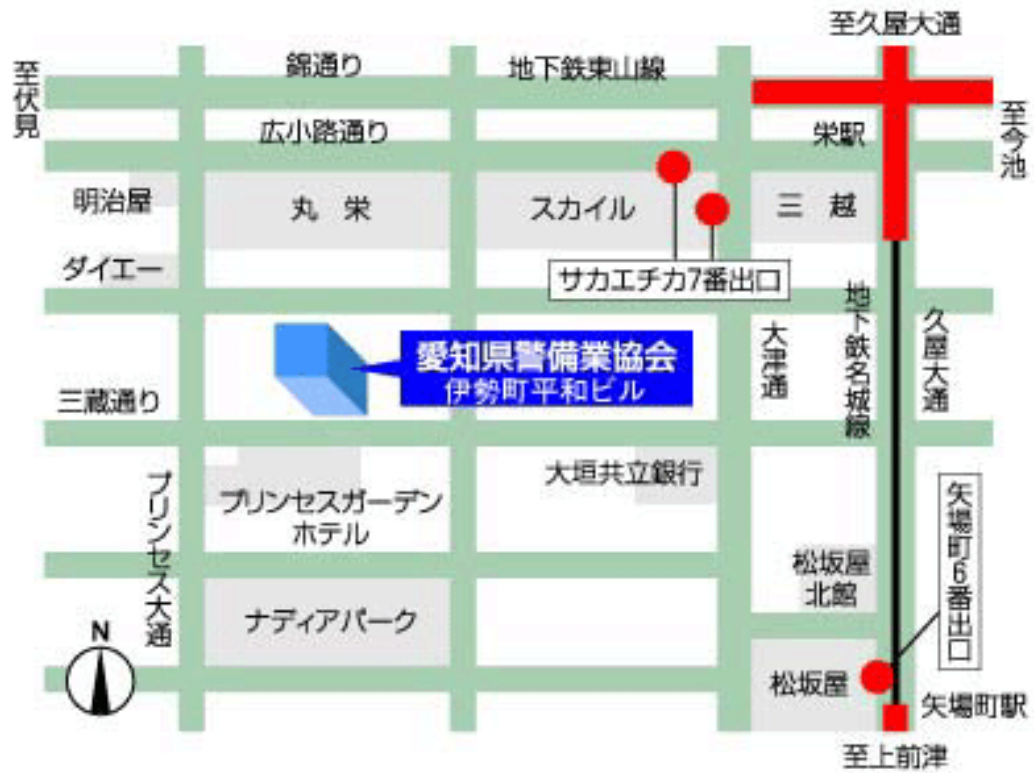 至久屋大通
錦通り
地下鉄東山線
至伏見
広小路通り
栄駅
至今池
明治屋
丸 栄
スカイル
三 越
ダイエー
サカエチカ7番出口
愛知県警備業協会
伊勢町平和ビル
大津通
地下鉄名城線
久屋大通
三蔵通り
大垣共立銀行
プリンセス大通
プリンセスガーデン
ホテル
矢場町6番出口
松坂屋
北館
ナディアパーク
N
松坂屋
矢場町駅
至上前津